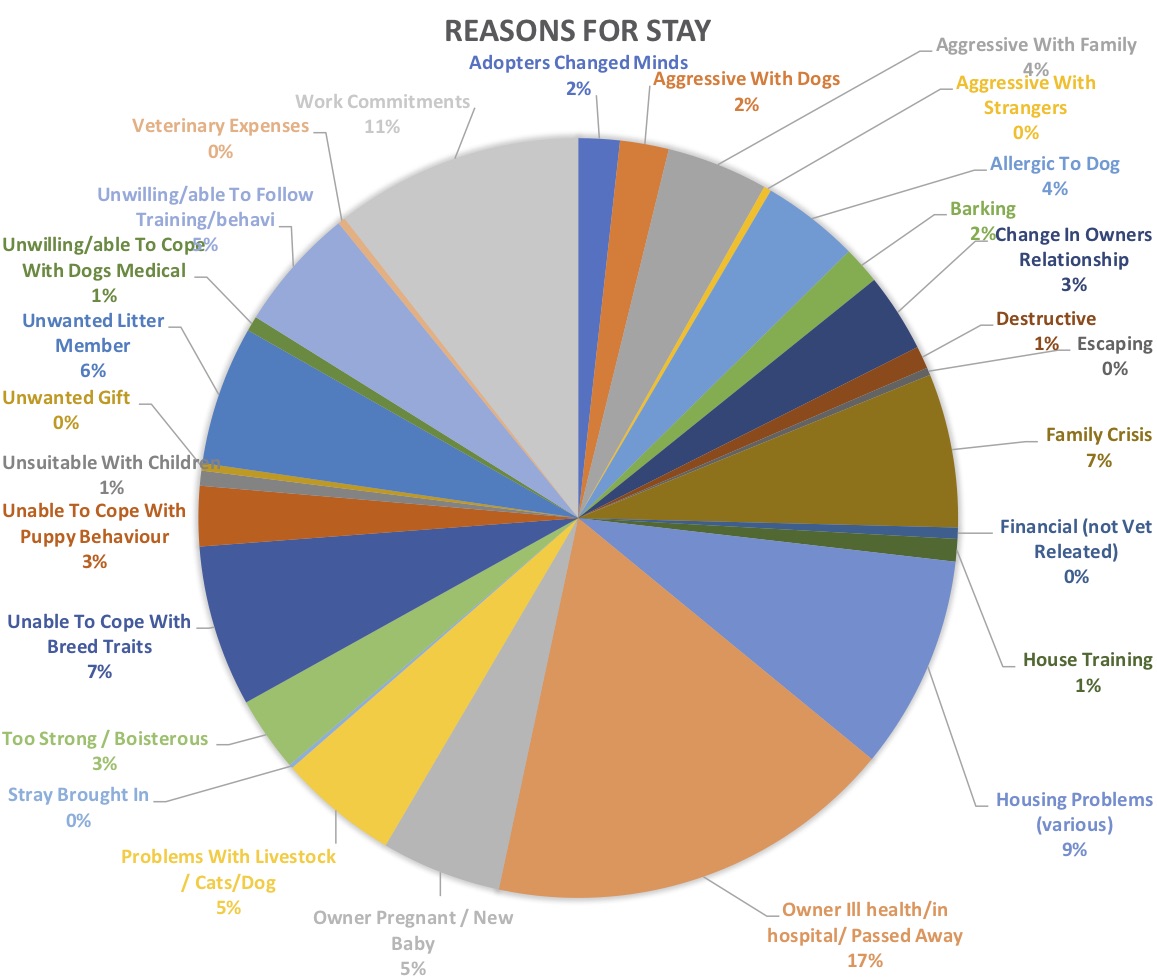 REASONS FOR STAY
Adopters Changed Minds
2%
Aggressive With Dogs
2%
Aggressive With Family
4%
Aggressive With
Strangers
0%
Allergic To Dog
4%
Barking
2%
Change In Owners
Relationship
3%
Destructive
1%
Escaping
0%
Family Crisis
7%
Financial (not Vet
Releated)
0%
House Training
1%
Housing Problems
(various)
9%
Owner Ill health/in
hospital/ Passed Away
17%
Owner Pregnant / New
Baby
5%
Problems With Livestock
/ Cats/Dog
5%
Stray Brought In
0%
Too Strong / Boisterous
3%
Unable To Cope With
Breed Traits
7%
Unable To Cope With
Puppy Behaviour
3%
Unsuitable With Children
1%
Unwanted Gift
0%
Unwanted Litter
Member
6%
Unwilling/able To Cope
With Dogs Medical
1%
Unwilling/able To Follow
Training/behavi
5%
Veterinary Expenses
0%
Work Commitments
11%